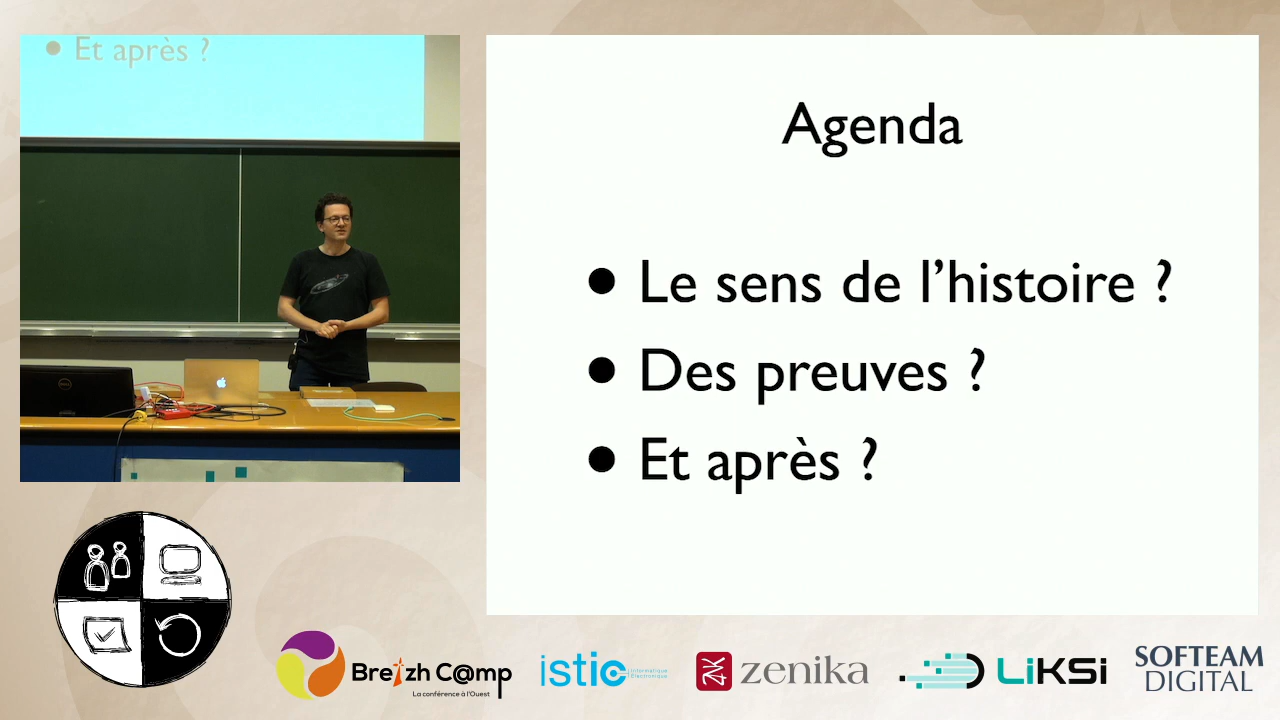 • Et après ?
Agenda
• Le sens de l’histoire ?
• Des preuves ?
• Et après ?
DELL
Breizh C@mp
La conférence à l'Ouest
istic
Informatique
Électronique
zenika
LiKSi
SOFTEAM
DIGITAL